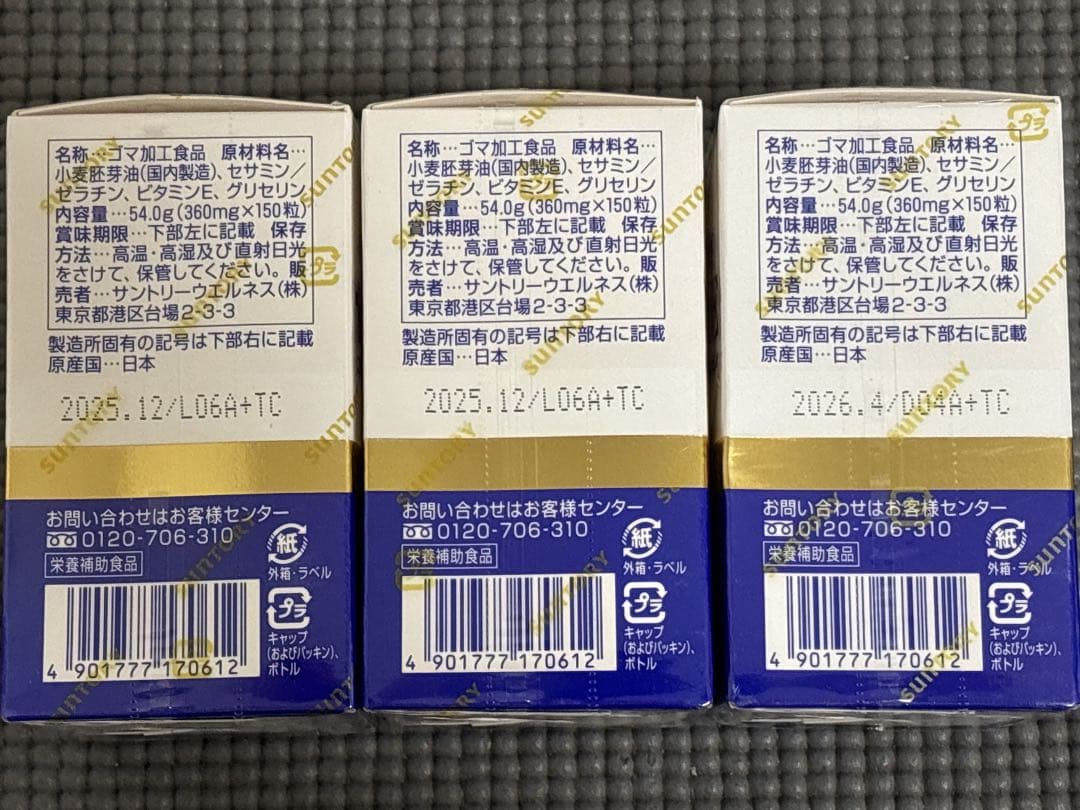 名称…ゴマ加工食品 原材料名…
小麦胚芽油(国内製造)、セサミン/
ゼラチン、ビタミンE、グリセリン
内容量…54.0g(360mg×150粒)
賞味期限…下部左に記載 保存
方法…高温・高湿及び直射日光
をさけて、保管してください。販
売者…サントリーウエルネス(株)
東京都港区台場2-3-3
製造所固有の記号は下部右に記載
原産国…日本
2025.12/L06A+TC
お問い合わせはお客様センター
0120-706-310
栄養補助食品
紙
外箱・ラベル
プラ
キャップ
(およびパッキン)、
ボトル
4 901777 170612
名称…ゴマ加工食品 原材料名…
小麦胚芽油(国内製造)、セサミン/
ゼラチン、ビタミンE、グリセリン
内容量…54.0g(360mg×150粒)
賞味期限…下部左に記載 保存
方法…高温・高湿及び直射日光
をさけて、保管してください。販
売者…サントリーウエルネス(株)
東京都港区台場2-3-3
製造所固有の記号は下部右に記載
原産国…日本
2025.12/L06A+TC
お問い合わせはお客様センター
0120-706-310
栄養補助食品
紙
外箱・ラベル
プラ
キャップ
(およびパッキン)、
ボトル
4 901777 170612
名称…ゴマ加工食品 原材料名…
小麦胚芽油(国内製造)、セサミン/
ゼラチン、ビタミンE、グリセリン
内容量…54.0g(360mg×150粒)
賞味期限…下部左に記載 保存
方法…高温・高湿及び直射日光
をさけて、保管してください。販
売者…サントリーウエルネス(株)
東京都港区台場2-3-3
製造所固有の記号は下部右に記載
原産国…日本
2026.4/D04A+TC
お問い合わせはお客様センター
0120-706-310
栄養補助食品
紙
外箱・ラベル
プラ
キャップ
(およびパッキン)、
ボトル
4 901777 170612
SUNTORY
プラ